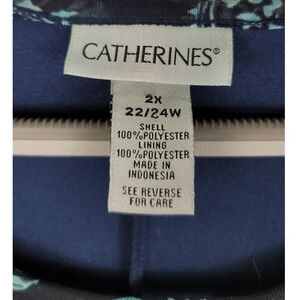 CATHERINES®
2X
22/24W
SHELL
100%POLYESTER
LINING
100%POLYESTER
MADE IN
INDONESIA
SEE REVERSE
FOR CARE